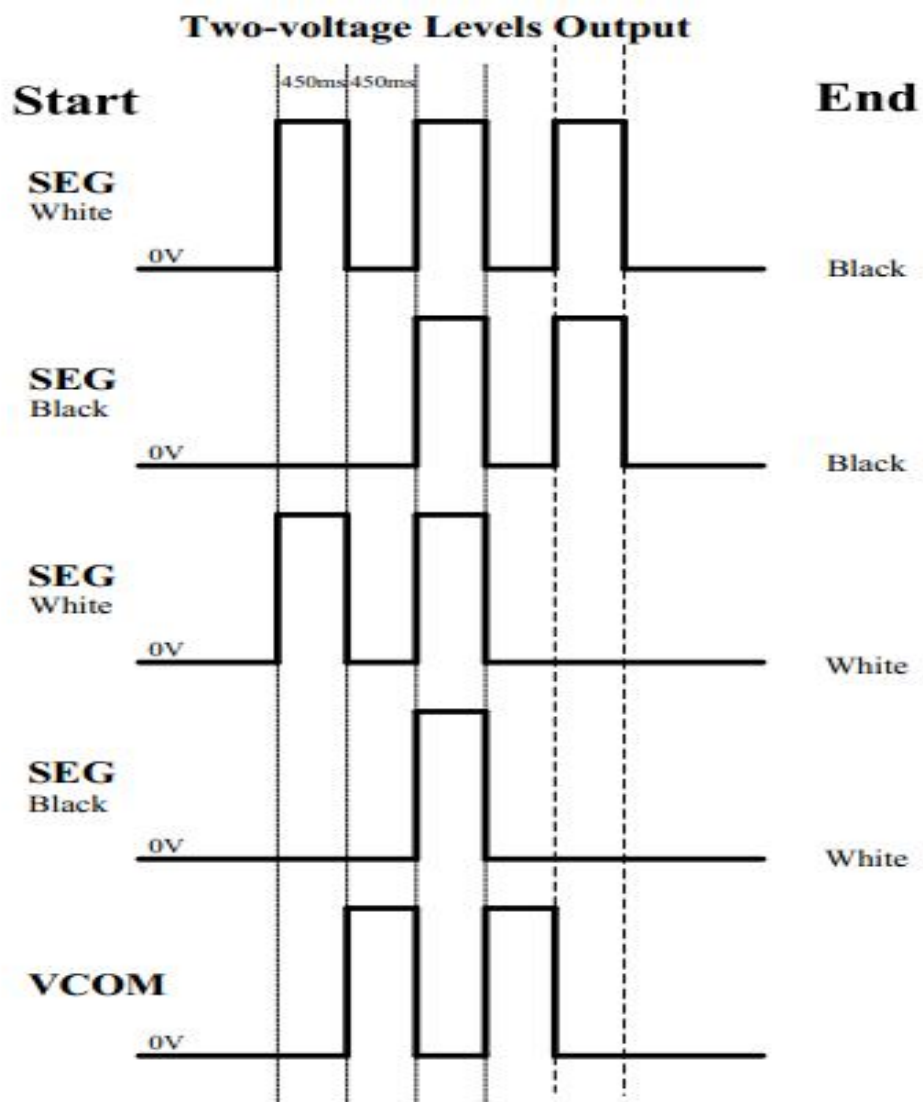 Two-voltage Levels Output
450ms 450ms
Start
End
SEG
White
0V
Black
SEG
Black
0V
Black
SEG
White
0V
White
SEG
Black
0V
White
VCOM
0V